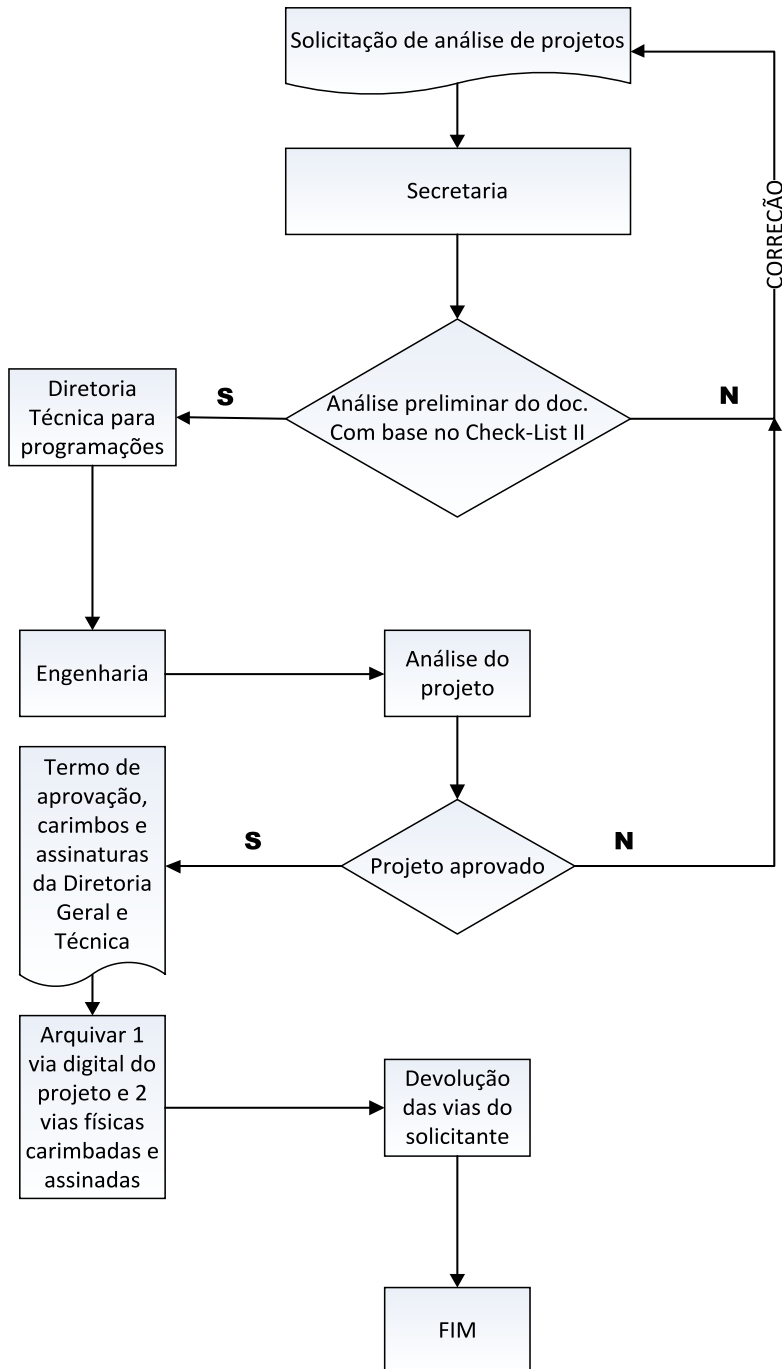 Solicitação de análise de projetos
Secretaria
CORREÇÃO
Análise preliminar do doc.
Com base no Check-List II
S
N
Diretoria
Técnica para
programações
Engenharia
Análise do
projeto
Termo de
aprovação,
carimbos e
assinaturas
da Diretoria
Geral e
Técnica
S
Projeto aprovado
N
Arquivar 1
via digital do
projeto e 2
vias físicas
carimbadas e
assinadas
Devolução
das vias do
solicitante
FIM